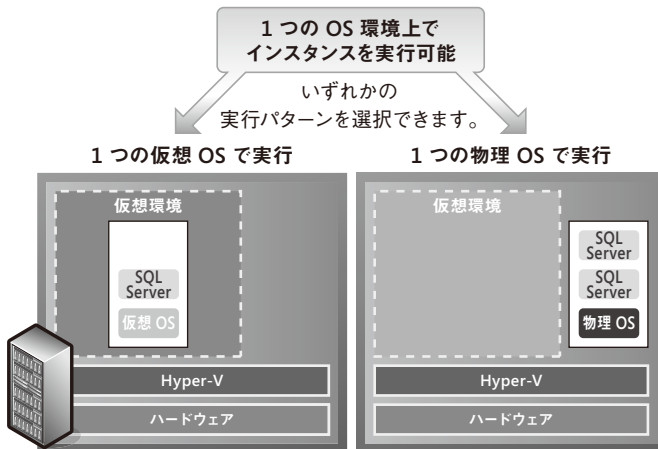 1 つの OS 環境上で
インスタンスを実行可能
いずれかの
実行パターンを選択できます。
1 つの仮想 OS で実行
仮想環境
SQL
Server
仮想 OS
Hyper-V
ハードウェア
1 つの物理 OS で実行
仮想環境
SQL
Server
SQL
Server
物理 OS
Hyper-V
ハードウェア